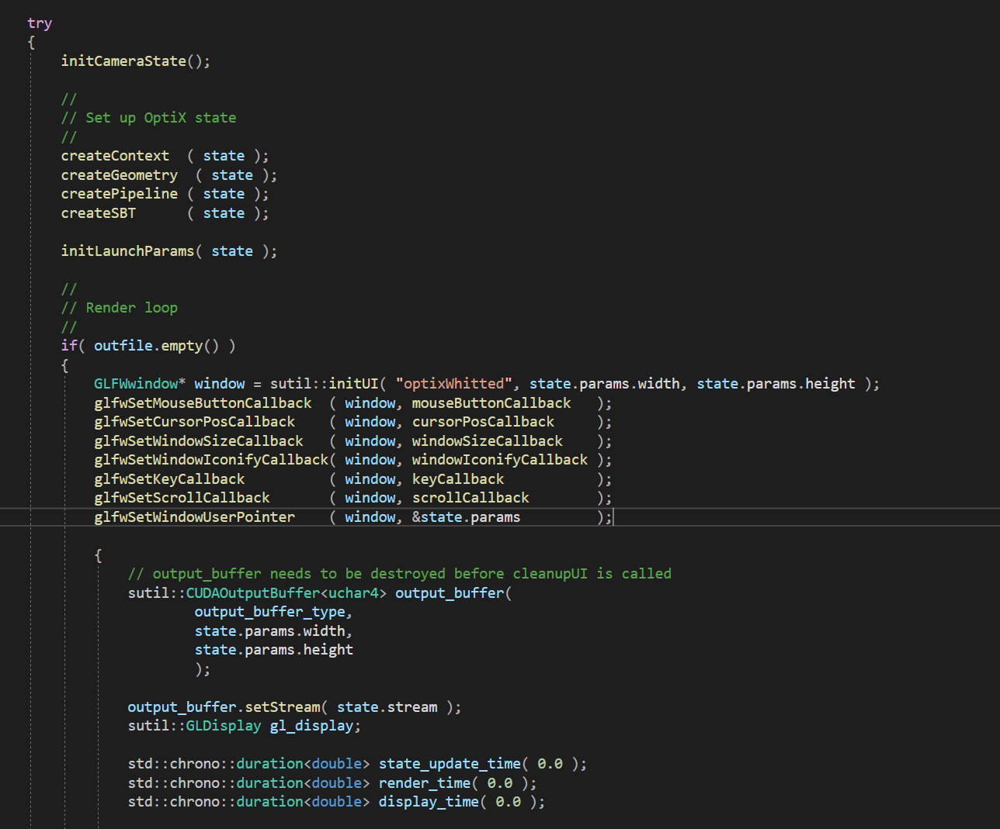 try
{
    initCameraState();

    //
    // Set up OptiX state
    //
    createContext  ( state );
    createGeometry  ( state );
    createPipeline ( state );
    createSBT      ( state );

    initLaunchParams( state );

    //
    // Render loop
    //
    if( outfile.empty() )
    {
        GLFWwindow* window = sutil::initUI( "optixWhitted", state.params.width, state.params.height );
        glfwSetMouseButtonCallback  ( window, mouseButtonCallback   );
        glfwSetCursorPosCallback    ( window, cursorPosCallback     );
        glfwSetWindowSizeCallback   ( window, windowSizeCallback    );
        glfwSetWindowIconifyCallback( window, windowIconifyCallback );
        glfwSetKeyCallback          ( window, keyCallback           );
        glfwSetScrollCallback       ( window, scrollCallback        );
        glfwSetWindowUserPointer    ( window, &state.params         );

        {
            // output_buffer needs to be destroyed before cleanupUI is called
            sutil::CUDAOutputBuffer<uchar4> output_buffer(
                    output_buffer_type,
                    state.params.width,
                    state.params.height
                    );

            output_buffer.setStream( state.stream );
            sutil::GLDisplay gl_display;

            std::chrono::duration<double> state_update_time( 0.0 );
            std::chrono::duration<double> render_time( 0.0 );
            std::chrono::duration<double> display_time( 0.0 );